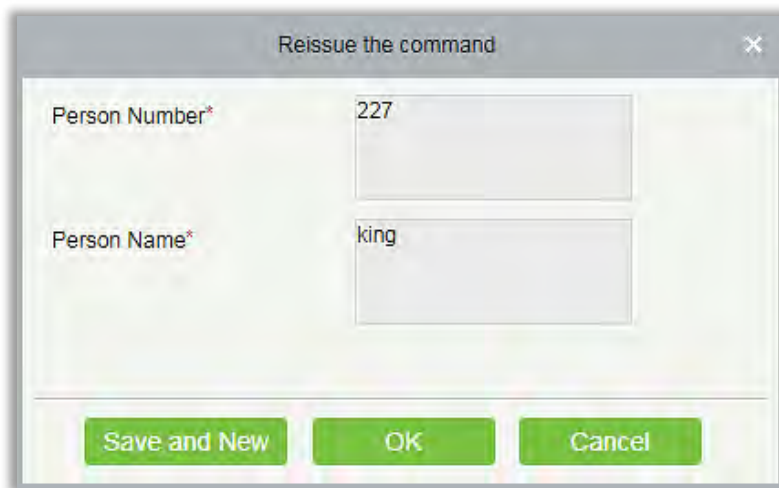 Reissue the command ×
Person Number* 227
Person Name* king
Save and New OK Cancel